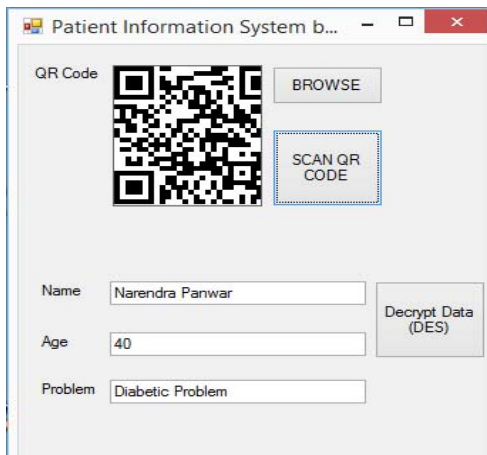 Patient Information System b...
QR Code
BROWSE
SCAN QR
CODE
Name
Narendra Panwar
Decrypt Data
(DES)
Age
40
Problem
Diabetic Problem